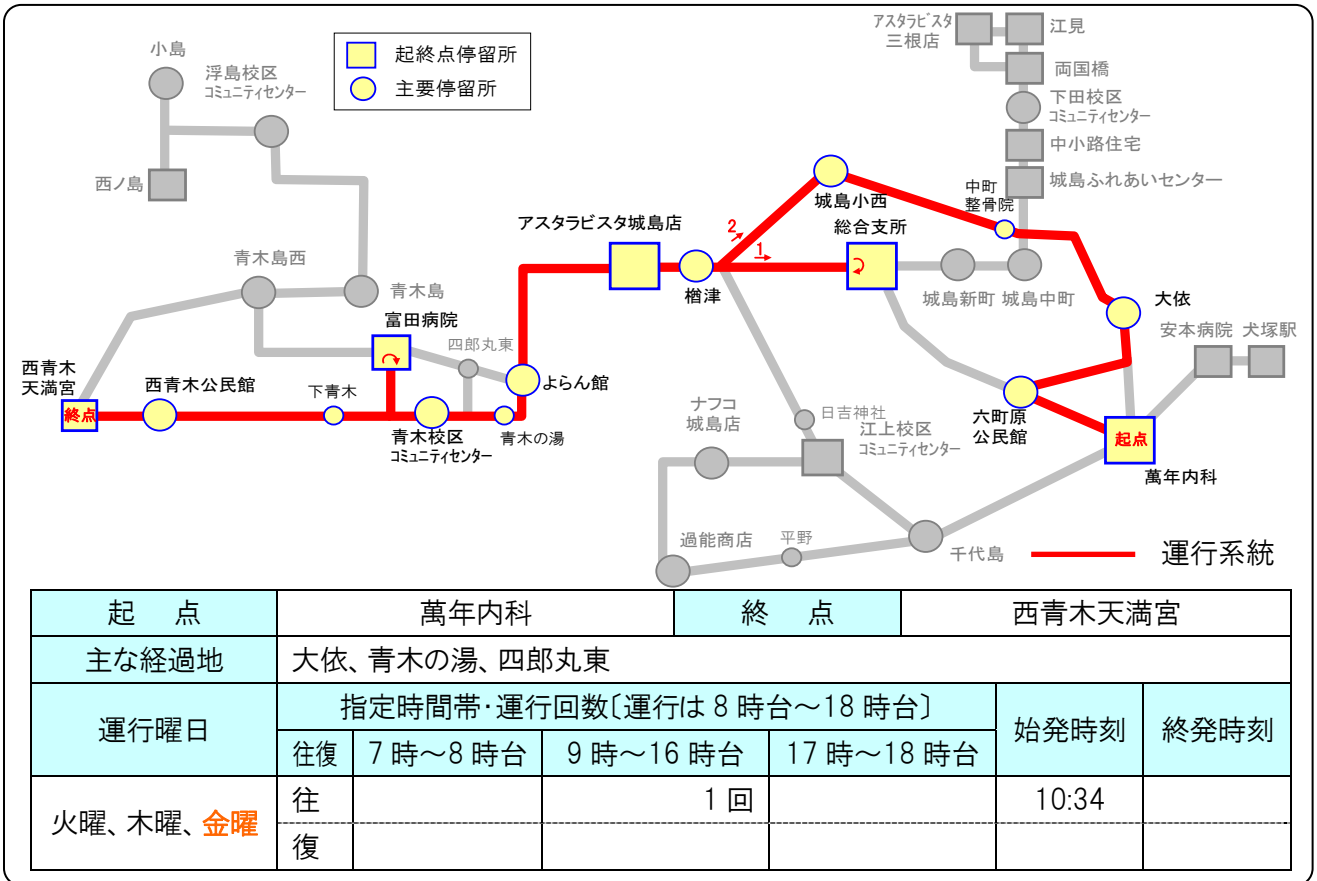 小島
浮島校区
コミュニティセンター
西ノ島
起終点停留所
主要停留所
アスタラビスタ
三根店
江見
両国橋
下田校区
コミュニティセンター
中小路住宅
城島ふれあいセンター
中町
整骨院
城島小西
アスタラビスタ城島店
総合支所
2
1
楢津
城島新町
城島中町
大依
安本病院
犬塚駅
青木島西
青木島
富田病院
四郎丸東
よらん館
西青木
天満宮
終点
西青木公民館
下青木
青木校区
コミュニティセンター
青木の湯
ナフコ
城島店
日吉神社
江上校区
コミュニティセンター
六町原
公民館
起点
萬年内科
過能商店
平野
千代島
運行系統
起 点 萬年内科 終 点 西青木天満宮
主な経過地 大依、青木の湯、四郎丸東
運行曜日 指定時間帯・運行回数〔運行は8時台～18時台〕 始発時刻 終発時刻
往復 7時～8時台 9時～16時台 17時～18時台
火曜、木曜、金曜 往 1回 10:34
復